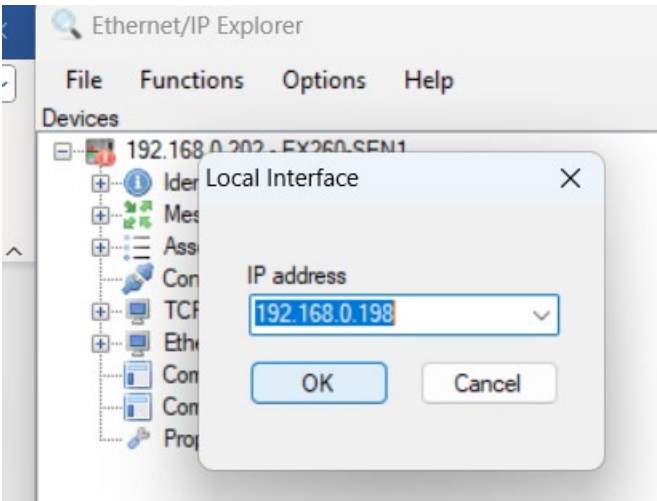 Ethernet/IP Explorer
File Functions Options Help
Devices
192.168.0.202 - EX260-SEN1
Local Interface
IP address
192.168.0.198
OK Cancel